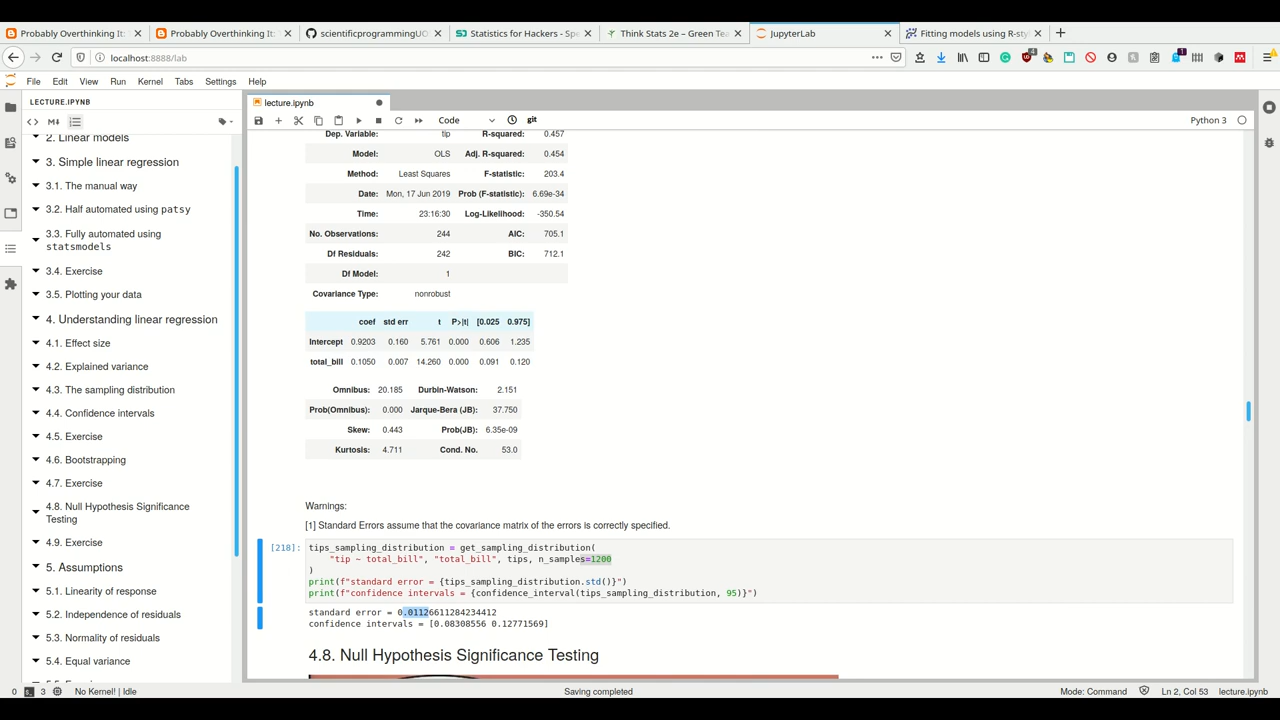 Probably Overthinking It:
Probably Overthinking It:
scientificprogrammingUO
Statistics for Hackers - Spe
Think Stats 2e – Green Tea
JupyterLab
Fitting models using R-styl
localhost:8888/lab
File Edit View Run Kernel Tabs Settings Help
LECTURE.IPYNB
lecture.ipynb
Code
git
Python 3
2. Linear models
3. Simple linear regression
3.1. The manual way
3.2. Half automated using patsy
3.3. Fully automated using
statsmodels
3.4. Exercise
3.5. Plotting your data
4. Understanding linear regression
4.1. Effect size
4.2. Explained variance
4.3. The sampling distribution
4.4. Confidence intervals
4.5. Exercise
4.6. Bootstrapping
4.7. Exercise
4.8. Null Hypothesis Significance
Testing
4.9. Exercise
5. Assumptions
5.1. Linearity of response
5.2. Independence of residuals
5.3. Normality of residuals
5.4. Equal variance
Dep. Variable: tip R-squared: 0.457
Model: OLS Adj. R-squared: 0.454
Method: Least Squares F-statistic: 203.4
Date: Mon, 17 Jun 2019 Prob (F-statistic): 6.69e-34
Time: 23:16:30 Log-Likelihood: -350.54
No. Observations: 244 AIC: 705.1
Df Residuals: 242 BIC: 712.1
Df Model: 1
Covariance Type: nonrobust
coef std err t P>|t| [0.025 0.975]
Intercept 0.9203 0.160 5.761 0.000 0.606 1.235
total_bill 0.1050 0.007 14.260 0.000 0.091 0.120
Omnibus: 20.185 Durbin-Watson: 2.151
Prob(Omnibus): 0.000 Jarque-Bera (JB): 37.750
Skew: 0.443 Prob(JB): 6.35e-09
Kurtosis: 4.711 Cond. No. 53.0
Warnings:
[1] Standard Errors assume that the covariance matrix of the errors is correctly specified.
[218]: tips_sampling_distribution = get_sampling_distribution(
"tip ~ total_bill", "total_bill", tips, n_samples=1200
)
print(f"standard error = {tips_sampling_distribution.std()}")
print(f"confidence intervals = {confidence_interval(tips_sampling_distribution, 95)}")
standard error = 0.01126611284234412
confidence intervals = [0.08308556 0.12771569]
4.8. Null Hypothesis Significance Testing
0 3 No Kernel! | Idle
Saving completed
Mode: Command Ln 2, Col 53 lecture.ipynb